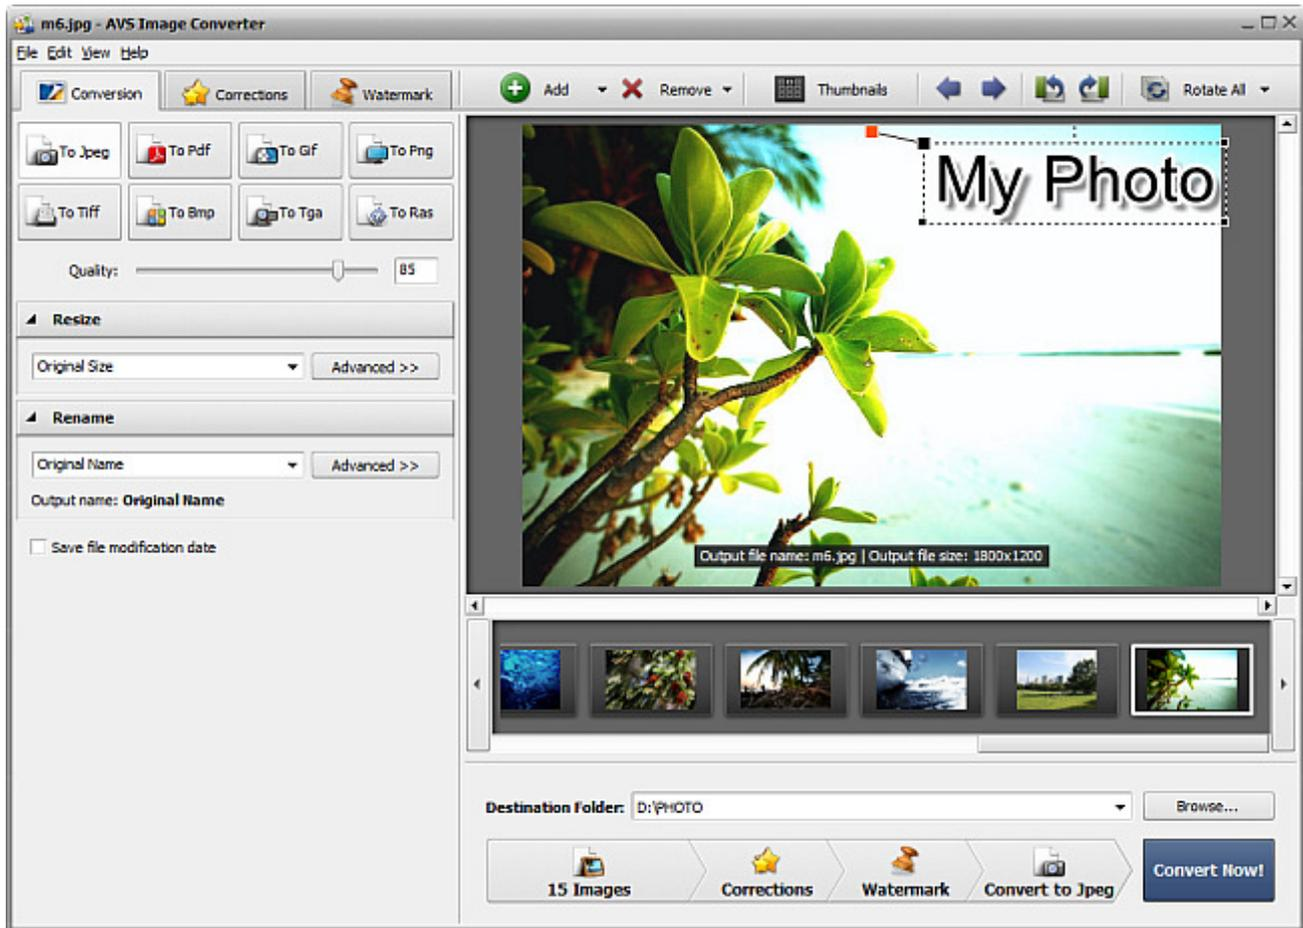 m6.jpg - AVS Image Converter
File Edit View Help
Conversion Corrections Watermark
Add Remove Thumbnails Rotate All
To Jpeg To Pdf To Gif To Png
To Tiff To Bmp To Tga To Ras
Quality: 85
Resize
Original Size Advanced >>
Rename
Original Name Advanced >>
Output name: Original Name
Save file modification date
My Photo
Output file name: m6.jpg | Output file size: 1800x1200
Destination Folder: D:\PHOTO Browse...
15 Images Corrections Watermark Convert to Jpeg Convert Now!